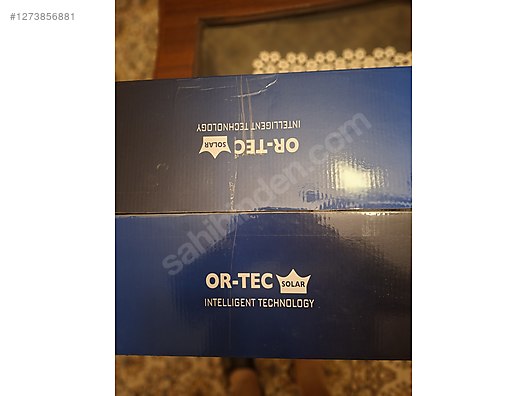 #1273856881
OR-TEC SOLAR
INTELLIGENT TECHNOLOGY
sahibinden.com
OR-TEC SOLAR
INTELLIGENT TECHNOLOGY